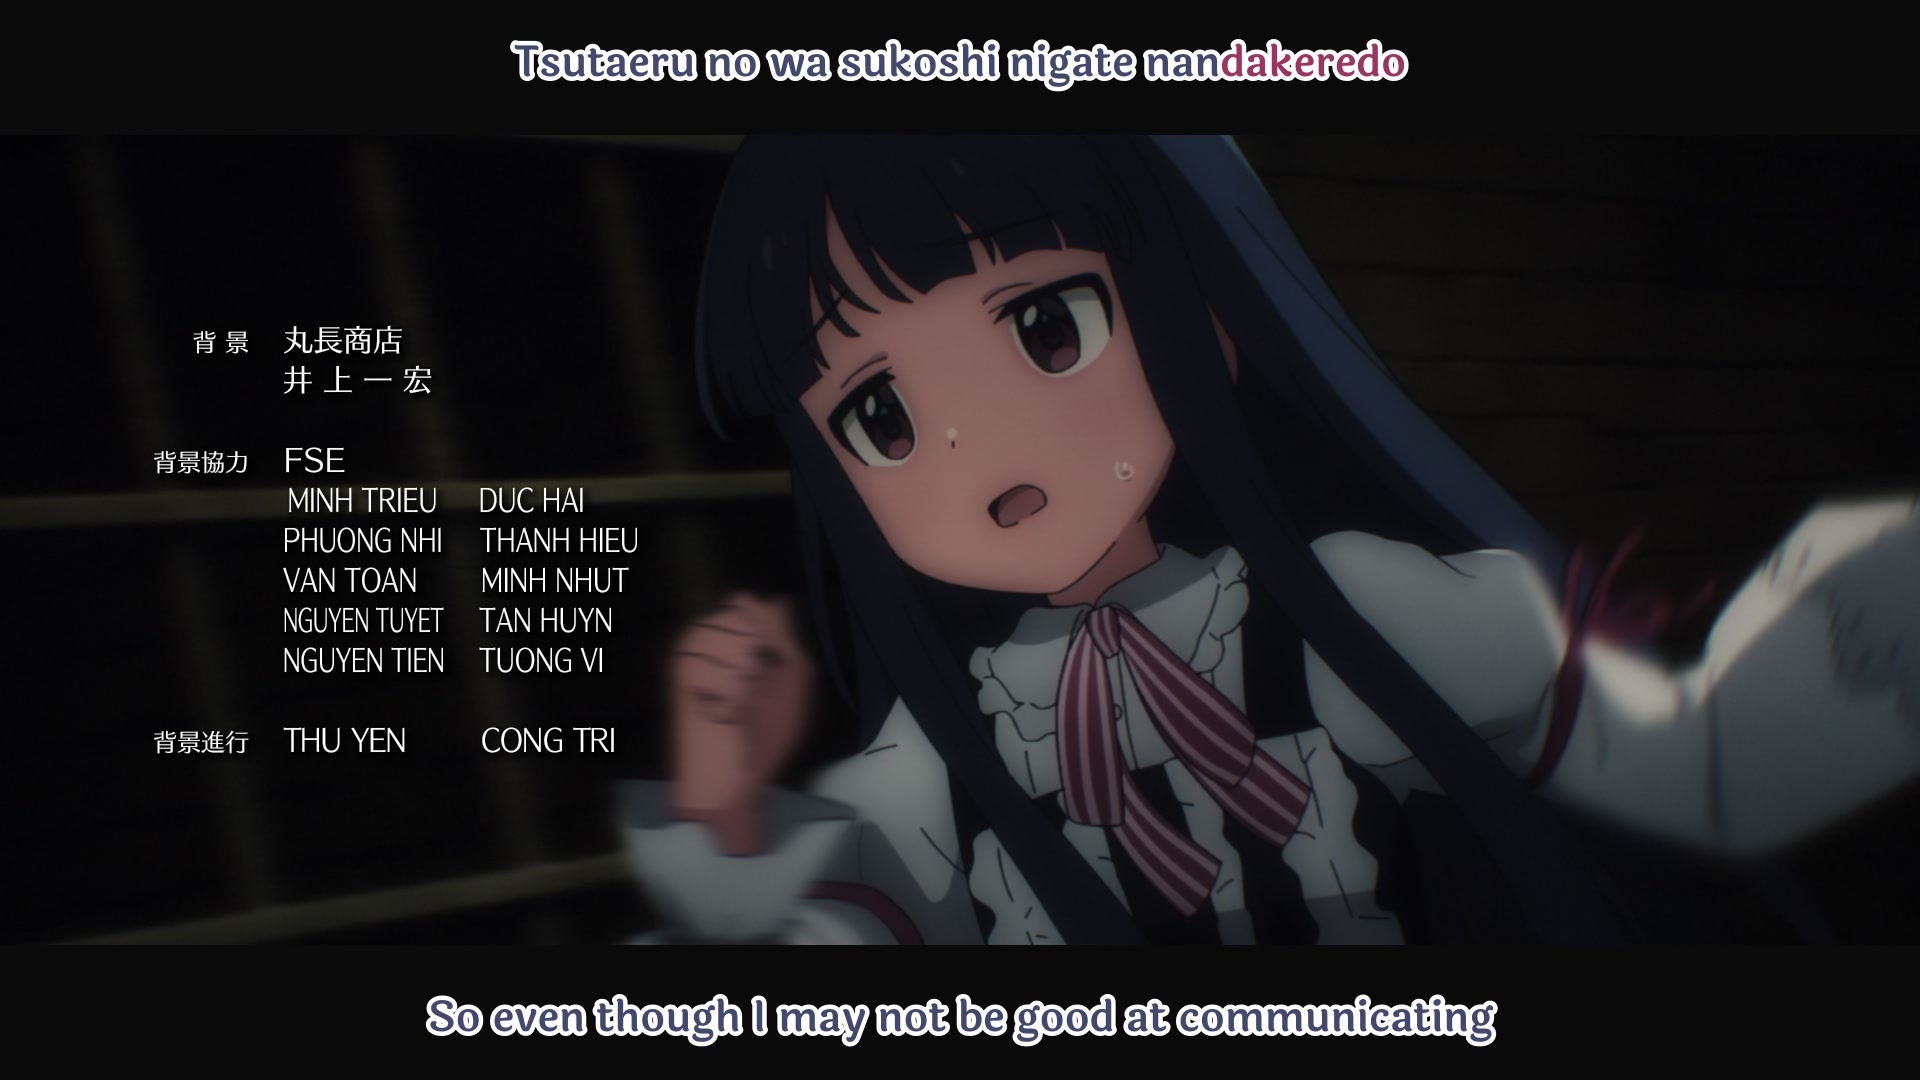 Tsutaeru no wa sukoshi nigate nandakeredo
背景 丸長商店
井上一宏
背景協力 FSE
MINH TRIEU DUC HAI
PHUONG NHI THANH HIEU
VAN TOAN MINH NHUT
NGUYEN TUYET TAN HUYN
NGUYEN TIEN TUONG VI
背景進行 THU YEN CONG TRI
So even though I may not be good at communicating